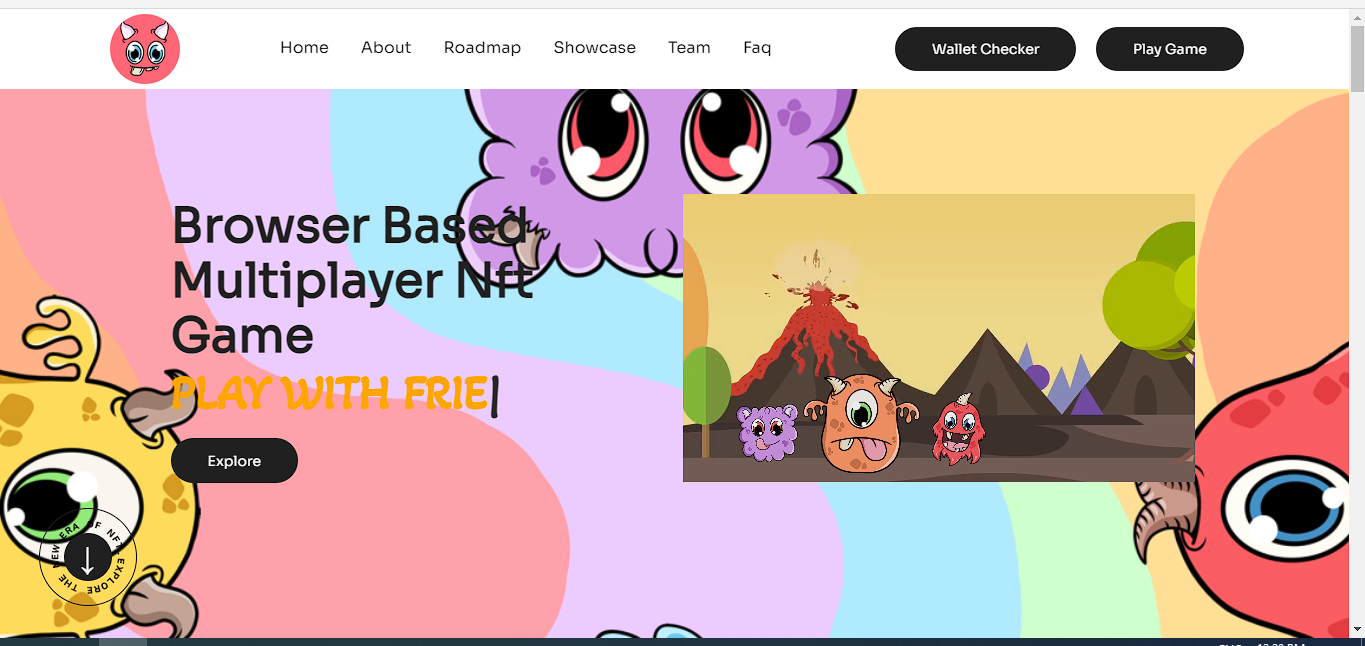 Home About Roadmap Showcase Team Faq Wallet Checker Play Game
Browser Based
Multiplayer Nft
Game
PLAY WITH FRIE|
Explore
EXPLORE THE NEW ERA OF NFT